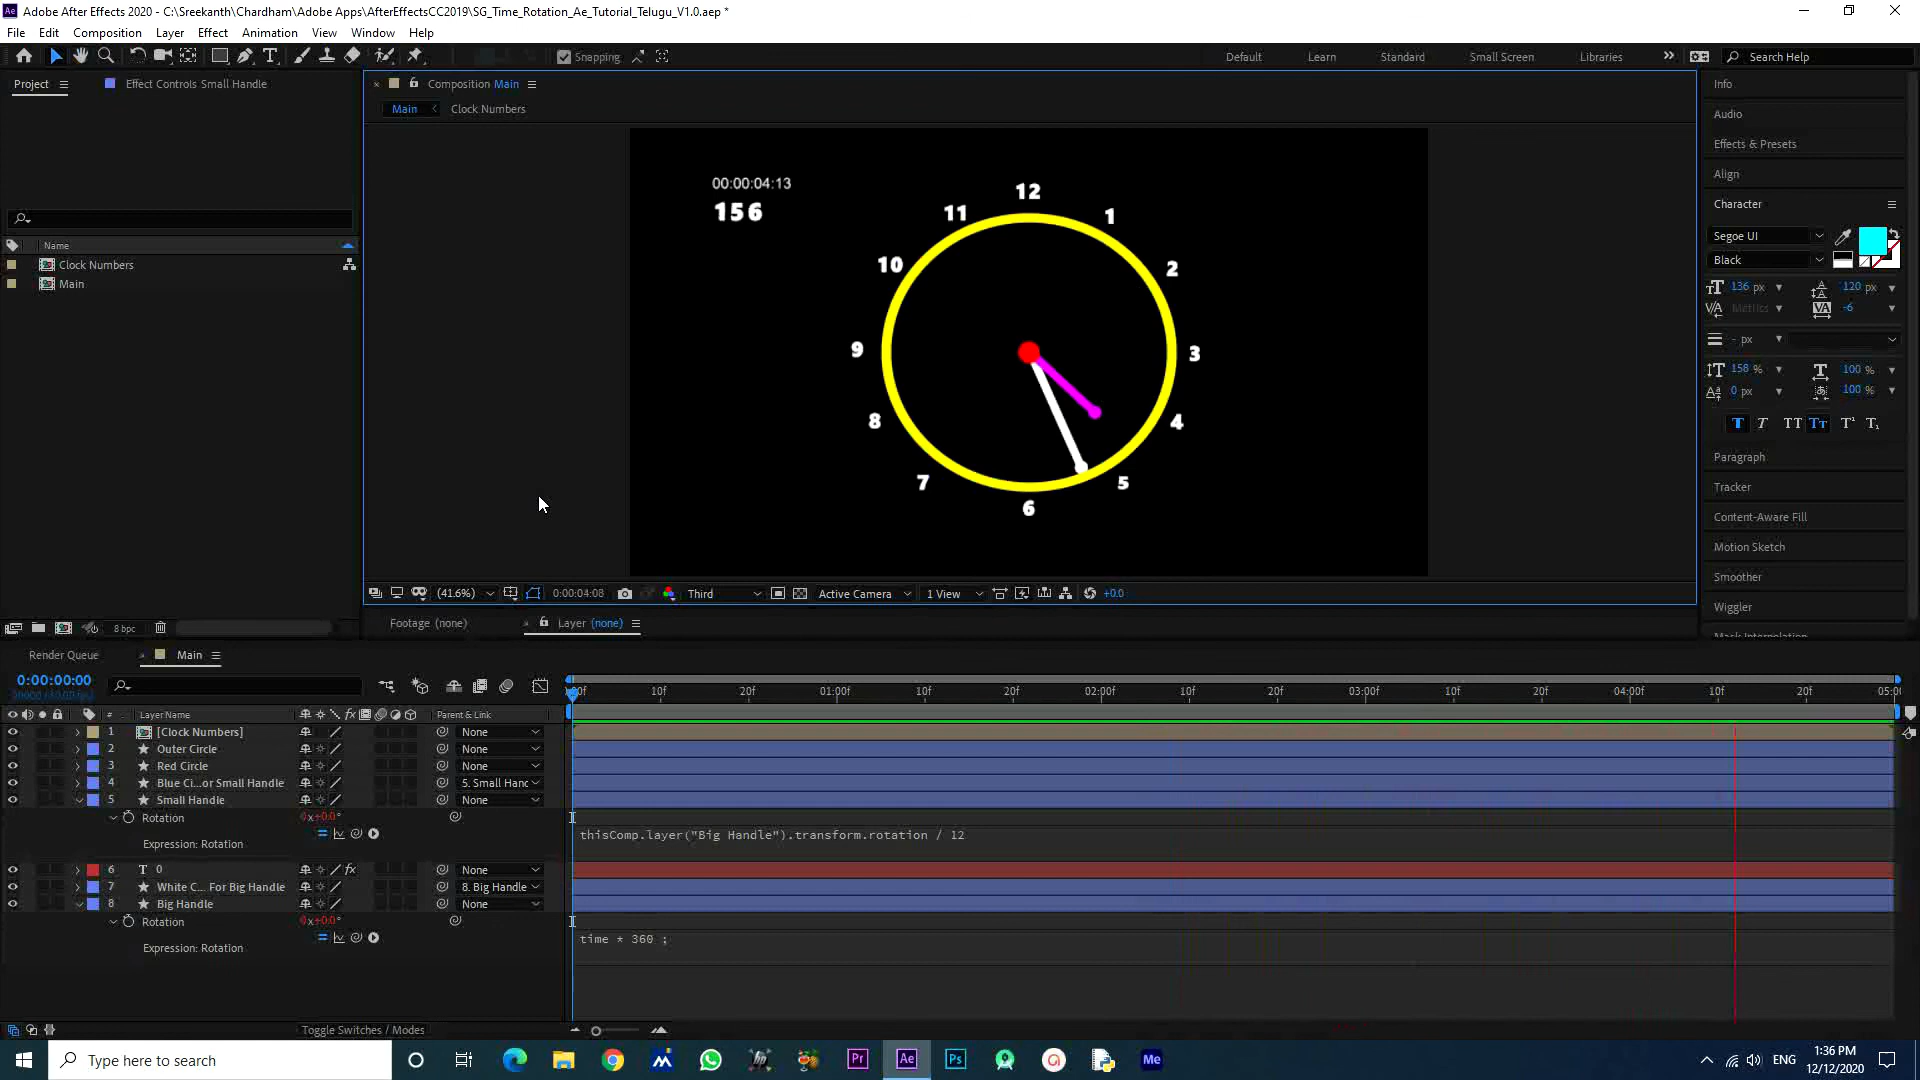 Adobe After Effects 2020 - C:\Sreekanth\Chardham\Adobe Apps\AfterEffectsCC2019\SG_Time_Rotation_Ae_Tutorial_Telugu_V1.0.aep *
File Edit Composition Layer Effect Animation View Window Help
Snapping Default Learn Standard Small Screen Libraries Search Help
Project Effect Controls Small Handle
Composition Main
Main Clock Numbers
Name
Clock Numbers
Main
8 bpc
00:00:04:13
156
12
1
2
3
4
5
6
7
8
9
10
11
(41.6%) 0:00:04:08 Third Active Camera 1 View +0.0
Footage (none) Layer (none)
Info
Audio
Effects & Presets
Align
Character
Segoe UI
Black
136 px 120 px
Metrics -6
- px
158 % 100 %
0 px 100 %
T T TT Tт T¹ T₁
Paragraph
Tracker
Content-Aware Fill
Motion Sketch
Smoother
Wiggler
Render Queue Main
0:00:00:00
:00f 10f 20f 01:00f 10f 20f 02:00f 10f 20f 03:00f 10f 20f 04:00f 10f 20f 05:0
# Layer Name Parent & Link
1 [Clock Numbers] None
2 Outer Circle None
3 Red Circle None
4 Blue Ci...or Small Handle 5. Small Hanc
5 Small Handle None
Rotation 0x+0.0°
Expression: Rotation
thisComp.layer("Big Handle").transform.rotation / 12
6 T 0 None
7 White C... For Big Handle 8. Big Handle
8 Big Handle None
Rotation 0x+0.0°
Expression: Rotation
time * 360 ;
Toggle Switches / Modes
Type here to search
Pr Ae Ps Me
ENG 1:36 PM
12/12/2020